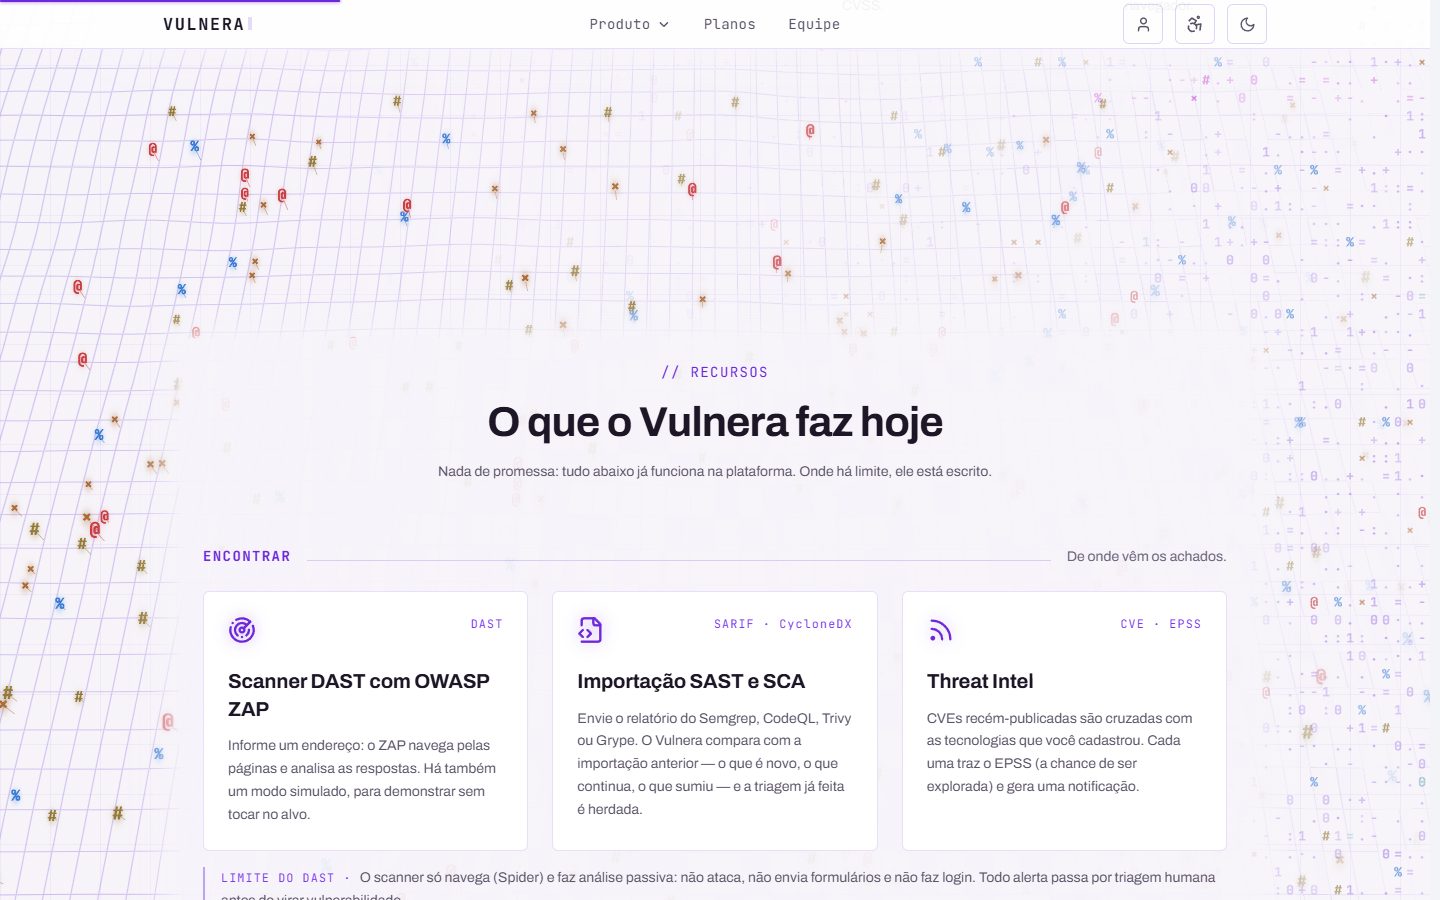 VULNERA
Produto
Planos
Equipe
// RECURSOS
O que o Vulnera faz hoje
Nada de promessa: tudo abaixo já funciona na plataforma. Onde há limite, ele está escrito.
ENCONTRAR
De onde vêm os achados.
DAST
Scanner DAST com OWASP
ZAP
Informe um endereço: o ZAP navega pelas
páginas e analisa as respostas. Há também
um modo simulado, para demonstrar sem
tocar no alvo.
SARIF · CycloneDX
Importação SAST e SCA
Envie o relatório do Semgrep, CodeQL, Trivy
ou Grype. O Vulnera compara com a
importação anterior — o que é novo, o que
continua, o que sumiu — e a triagem já feita
é herdada.
CVE · EPSS
Threat Intel
CVEs recém-publicadas são cruzadas com
as tecnologias que você cadastrou. Cada
uma traz o EPSS (a chance de ser
explorada) e gera uma notificação.
LIMITE DO DAST · O scanner só navega (Spider) e faz análise passiva: não ataca, não envia formulários e não faz login. Todo alerta passa por triagem humana
antes de virar vulnerabilidade.